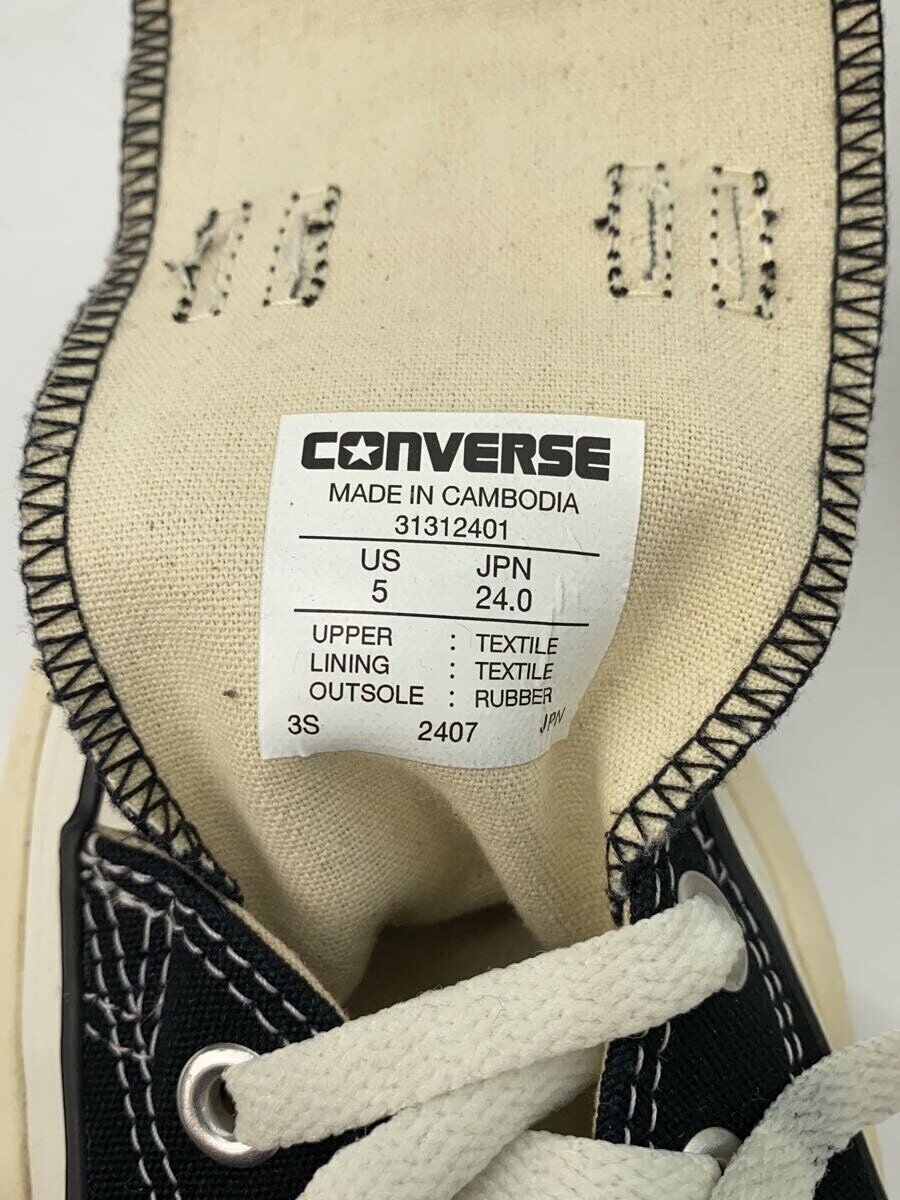 CONVERSE
MADE IN CAMBODIA
31312401
US JPN
5 24.0
UPPER : TEXTILE
LINING : TEXTILE
OUTSOLE : RUBBER
3S 2407 JPN